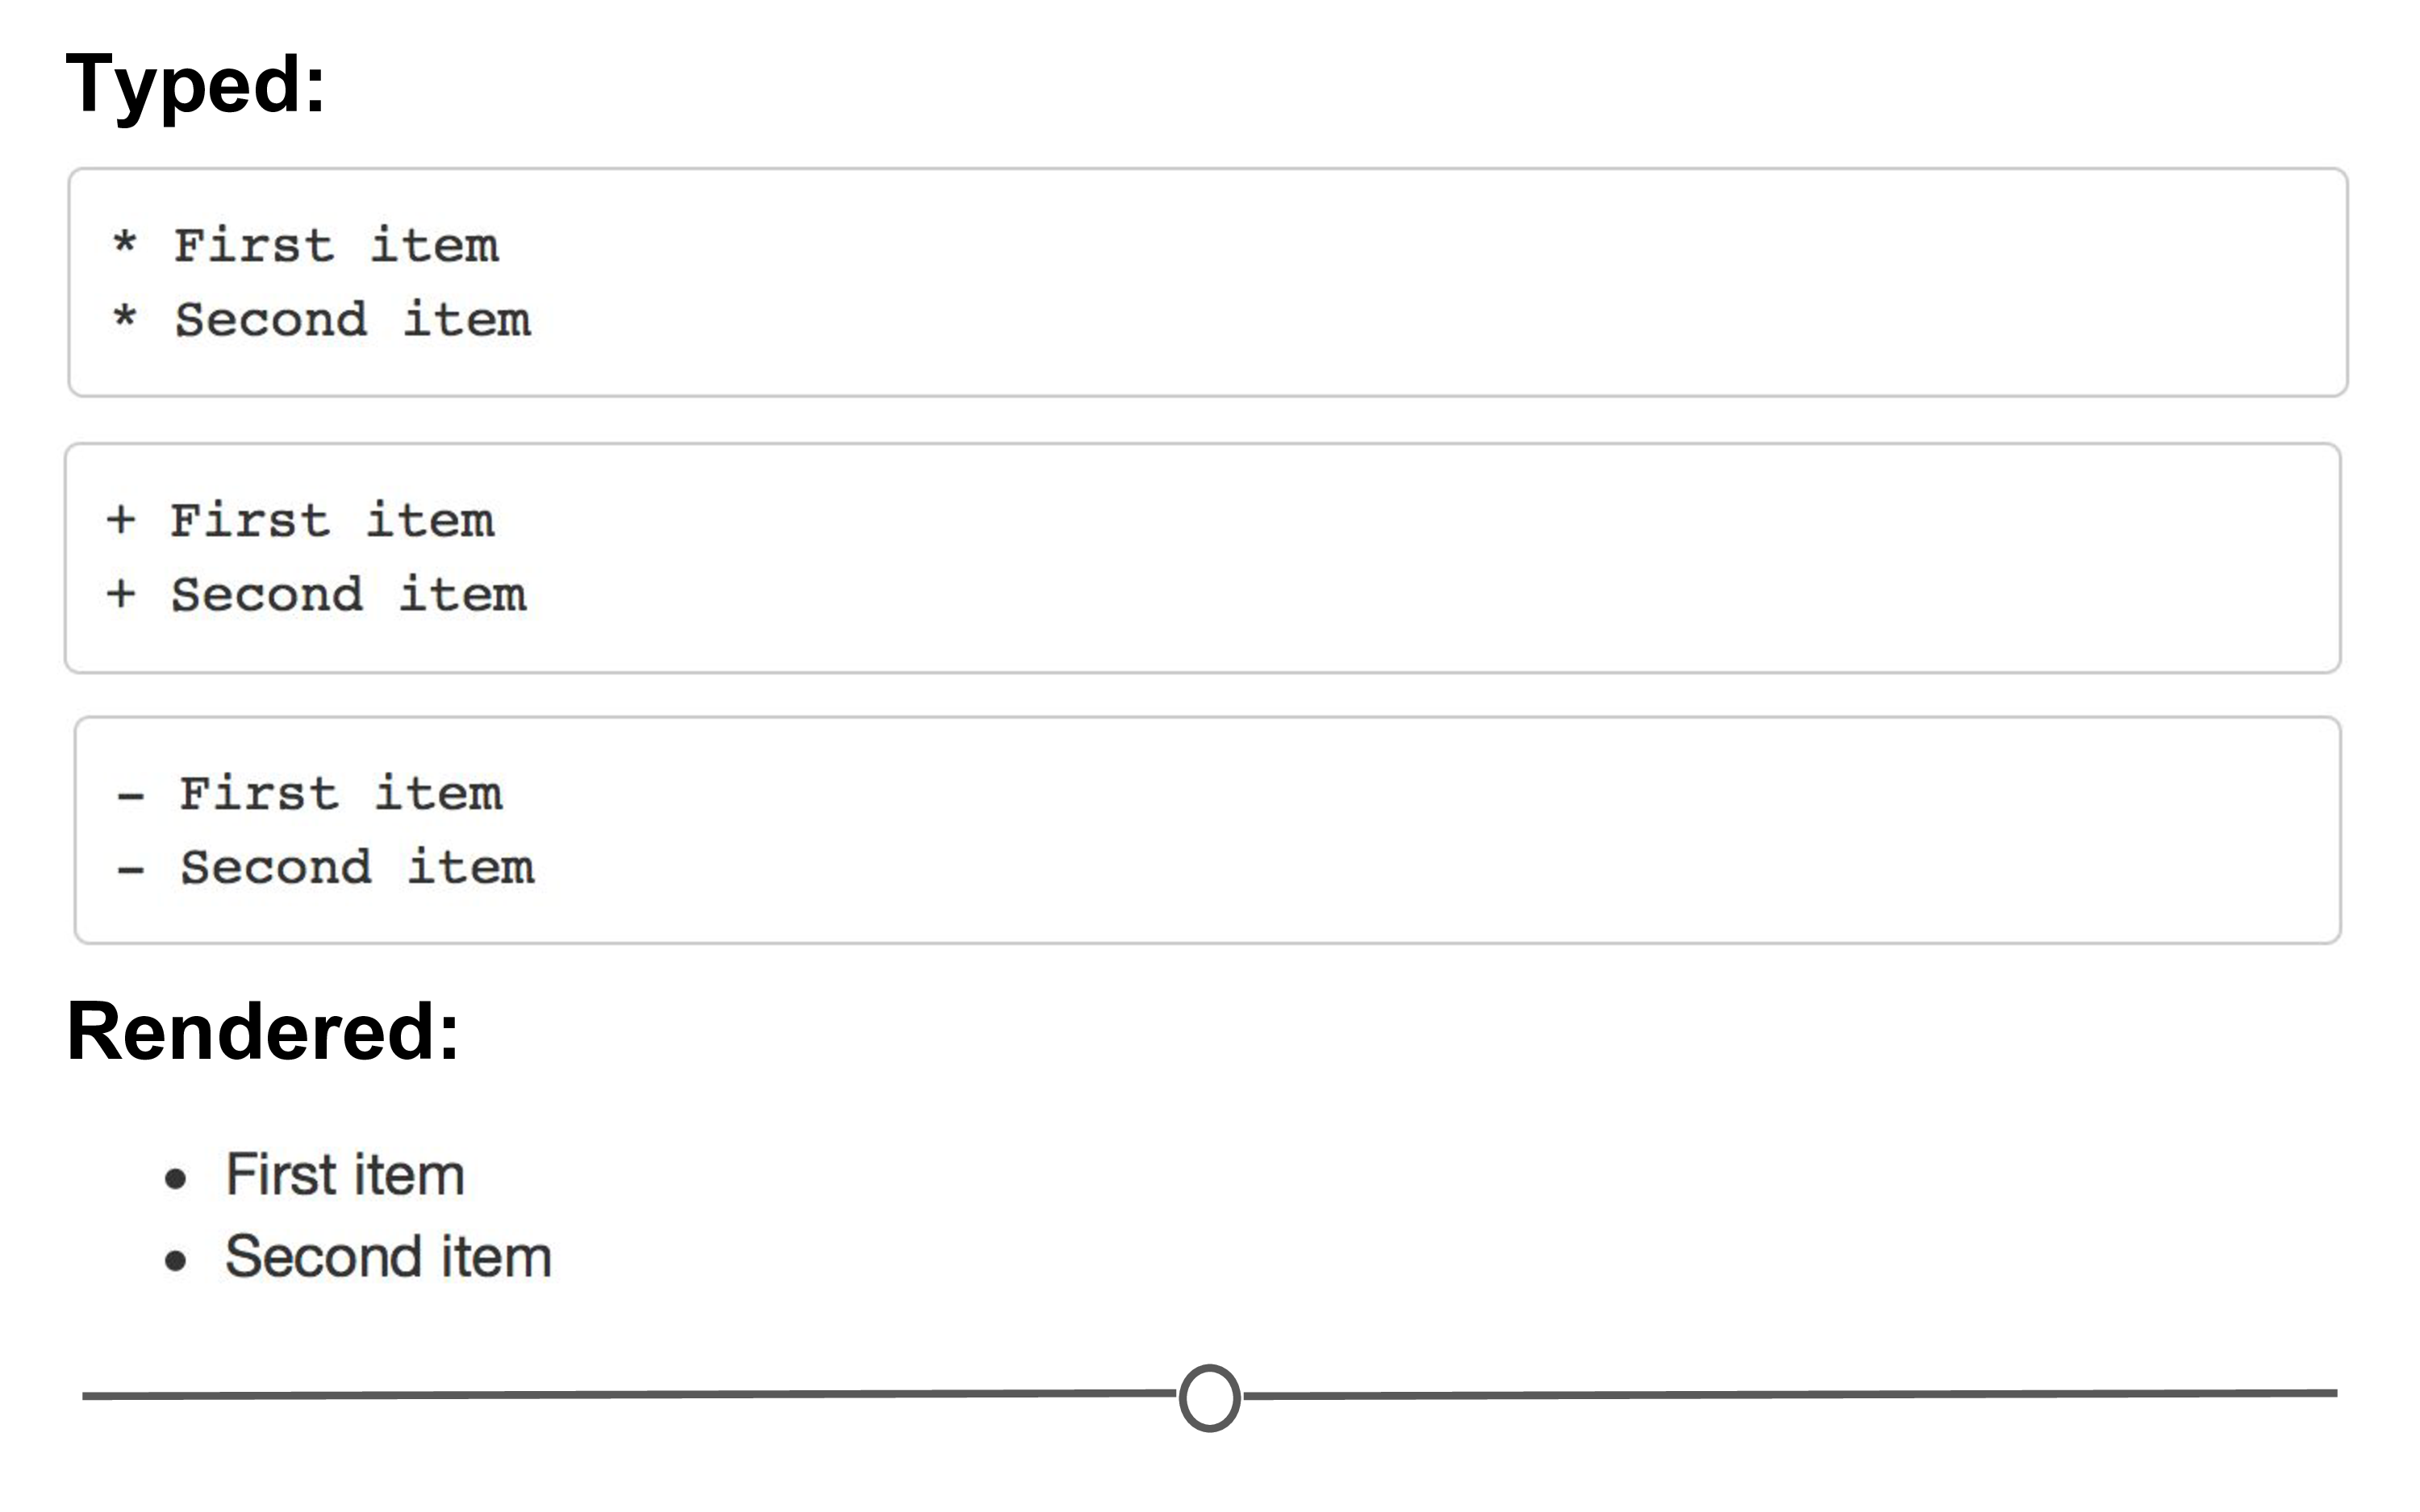 Typed:
* First item
* Second item
+ First item
+ Second item
- First item
- Second item
Rendered:
• First item
• Second item